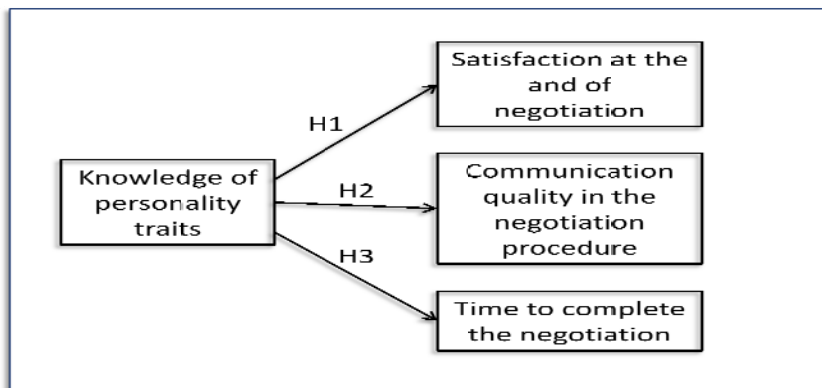 Satisfaction at the
and of
negotiation
H1
Knowledge of
personality
traits
H2
Communication
quality in the
negotiation
procedure
H3
Time to complete
the negotiation